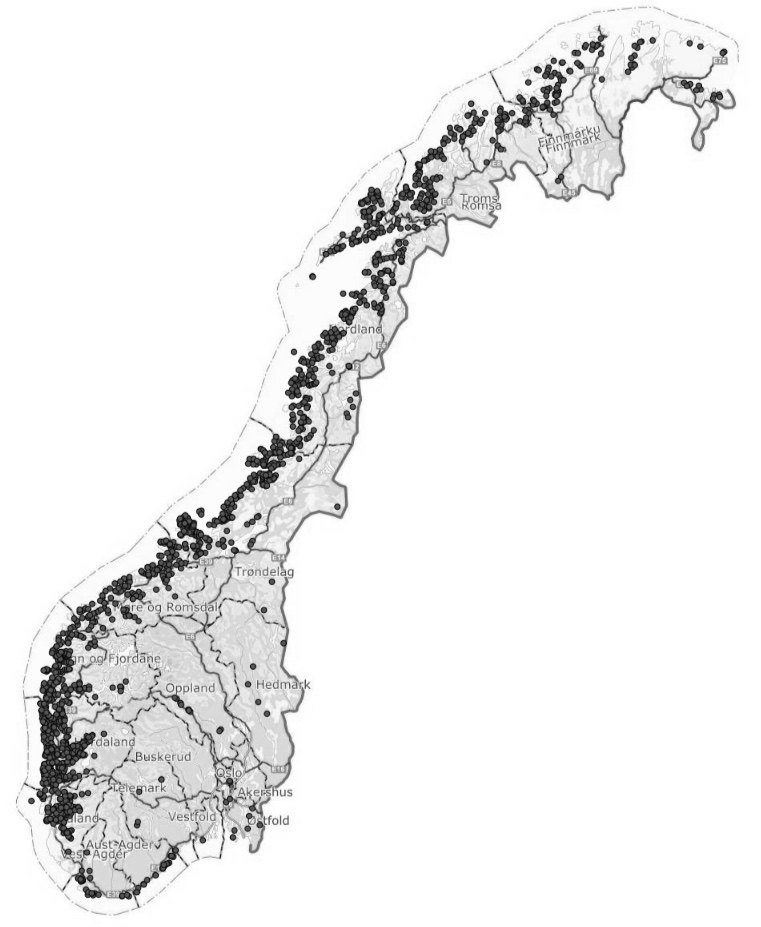 Finnmárku
Finnmark
Troms
Romsa
Nordland
Trøndelag
Møre og Romsdal
Sogn og Fjordane
Oppland
Hedmark
Hordaland
Buskerud
Oslo
Telemark
Akershus
Vestfold
Østfold
Aust-Agder
Vest-Agder